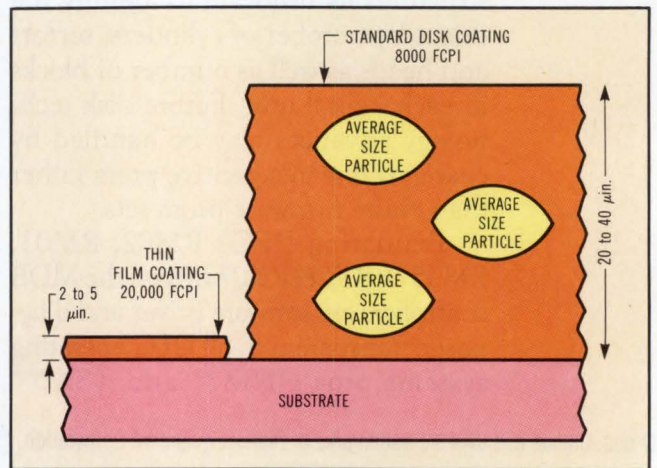 STANDARD DISK COATING
8000 FCPI
AVERAGE
SIZE
PARTICLE
AVERAGE
SIZE
PARTICLE
AVERAGE
SIZE
PARTICLE
20 to 40 µin.
THIN
FILM COATING
20,000 FCPI
2 to 5
µin.
SUBSTRATE